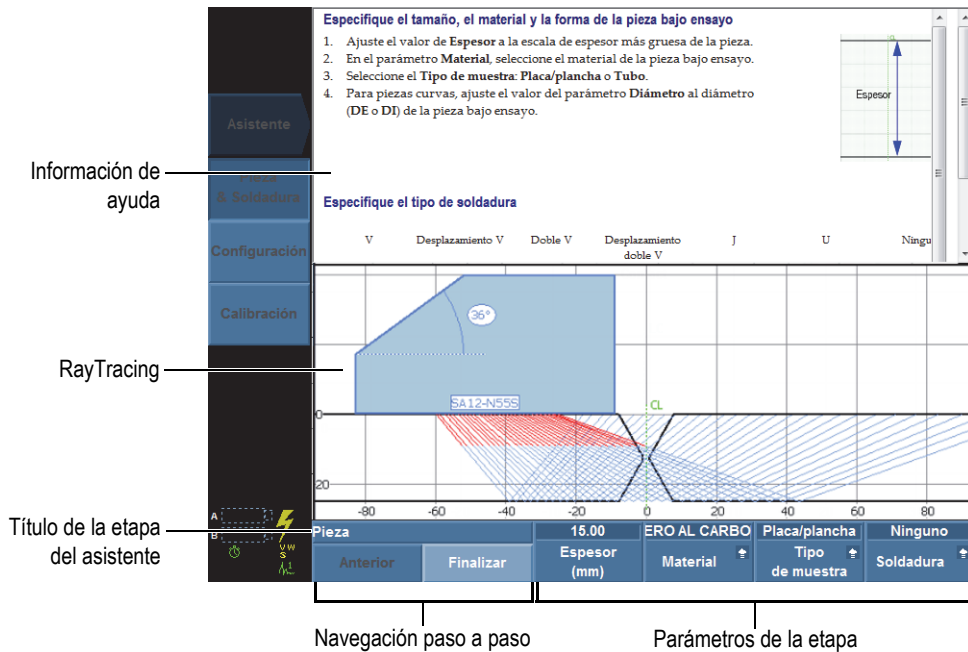 Especifique el tamaño, el material y la forma de la pieza bajo ensayo
1. Ajuste el valor de Espesor a la escala de espesor más gruesa de la pieza.
2. En el parámetro Material, seleccione el material de la pieza bajo ensayo.
3. Seleccione el Tipo de muestra: Placa/plancha o Tubo.
4. Para piezas curvas, ajuste el valor del parámetro Diámetro al diámetro
(DE o DI) de la pieza bajo ensayo.
Espesor
Especifique el tipo de soldadura
V Desplazamiento V Doble V Desplazamiento doble V J U Ningu
Asistente
Pieza
& Soldadura
Configuración
Calibración
Información de
ayuda
RayTracing
Título de la etapa
del asistente
36°
SA12-N55S
CL
0
20
-80 -60 -40 -20 0 20 40 60 80
A
B
V W
S
1
Pieza 15.00 ERO AL CARBO Placa/plancha Ninguno
Anterior Finalizar Espesor (mm) Material Tipo de muestra Soldadura
Navegación paso a paso
Parámetros de la etapa